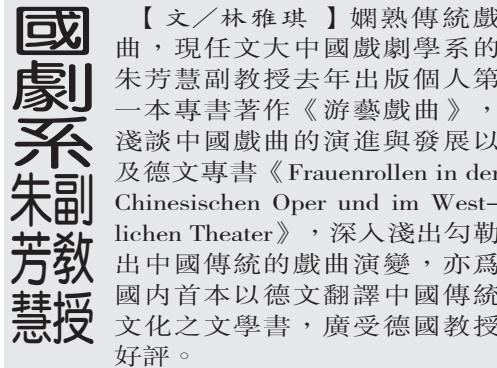 國劇系
副教授
朱芳慧
【文／林雅琪】嫻熟傳統戲
曲，現任文大中國戲劇學系的
朱芳慧副教授去年出版個人第
一本專書著作《游藝戲曲》，
淺談中國戲曲的演進與發展以
及德文專書《Frauenrollen in der
Chinesischen Oper und im West–
lichen Theater》，深入淺出勾勒
出中國傳統的戲曲演變，亦爲
國內首本以德文翻譯中國傳統
文化之文學書，廣受德國教授
好評。